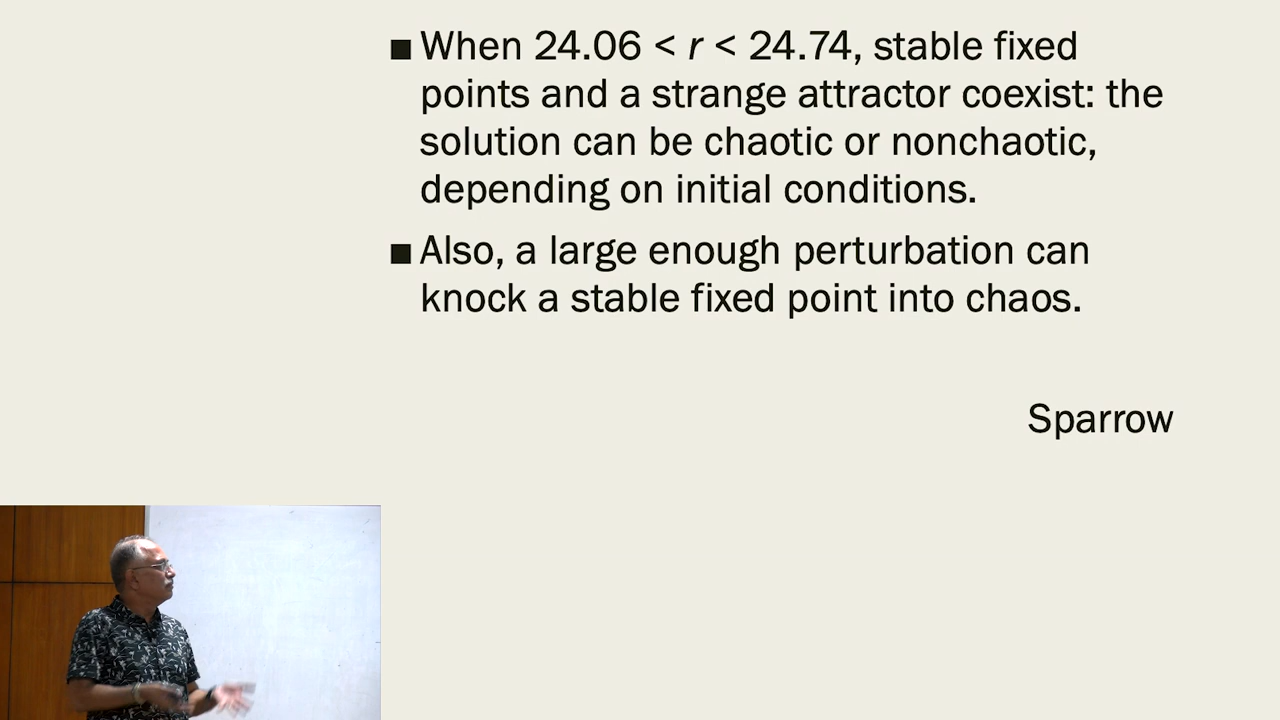 ■ When 24.06 < r < 24.74, stable fixed
points and a strange attractor coexist: the
solution can be chaotic or nonchaotic,
depending on initial conditions.
■ Also, a large enough perturbation can
knock a stable fixed point into chaos.
Sparrow